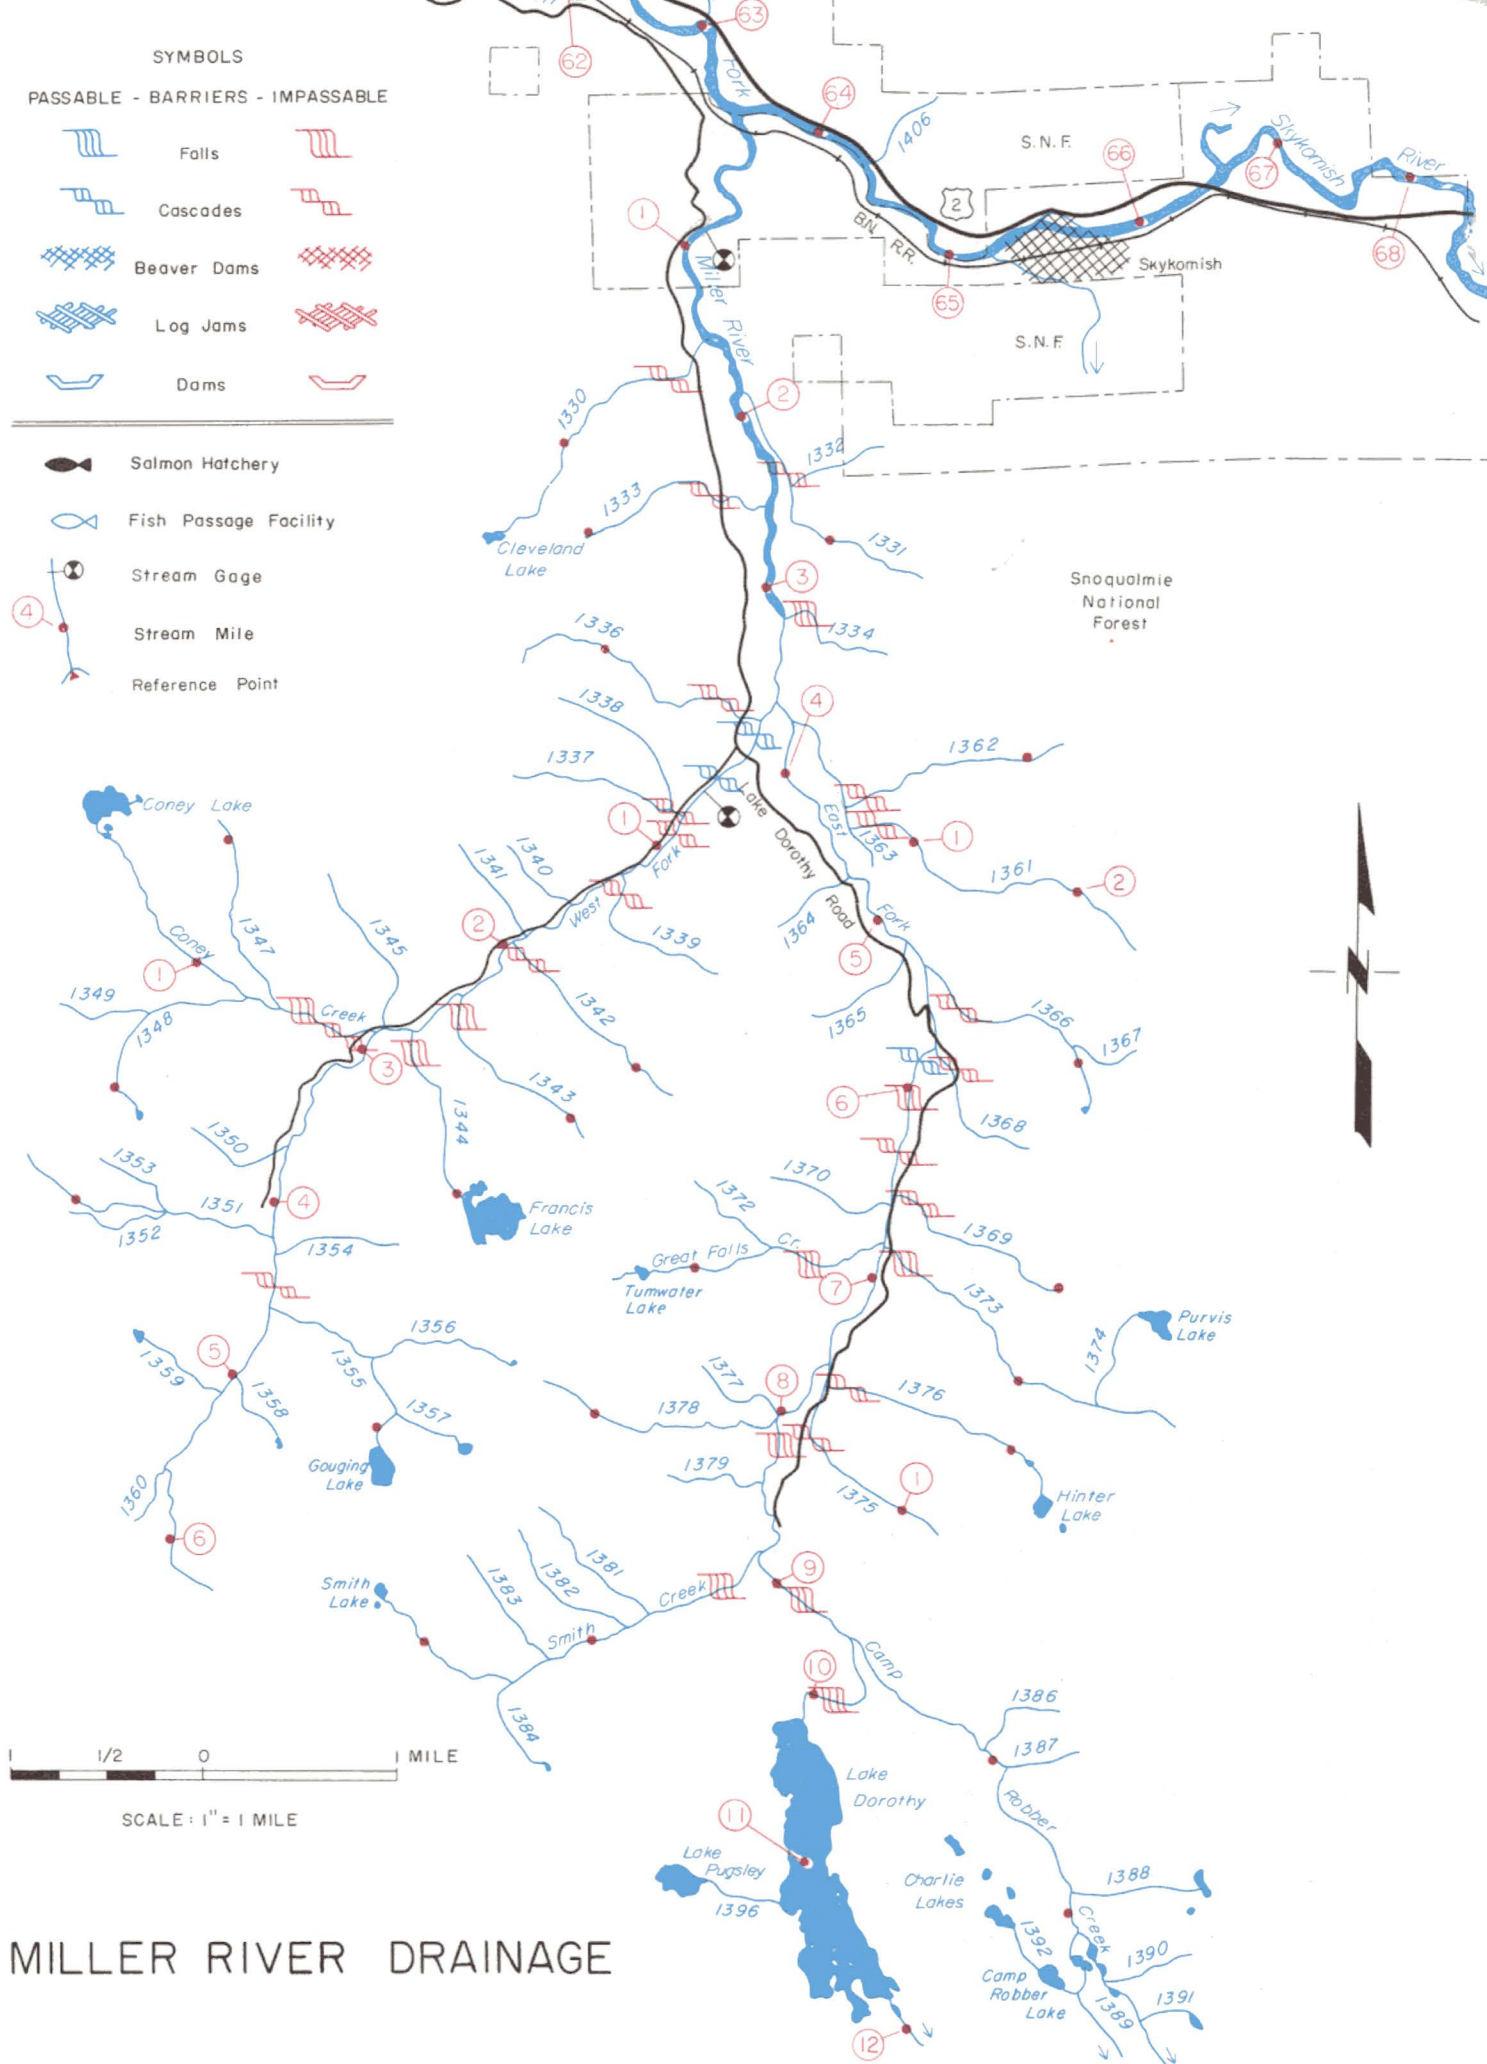 SYMBOLS
PASSABLE - BARRIERS - IMPASSABLE
Falls
Cascades
Beaver Dams
Log Jams
Dams
Salmon Hatchery
Fish Passage Facility
Stream Gage
4
Stream Mile
Reference Point
62
63
Fork
64
1406
S.N.F.
66
67
Skykomish
River
68
2
B.N. R.R.
65
Skykomish
S.N.F.
1
Miller River
2
1330
1332
1333
1331
Cleveland
Lake
3
1334
Snoqualmie
National
Forest
1336
1338
1337
4
1362
Coney Lake
1
Lake Dorothy Road
East
1363
1
1361
2
1340
1341
Fork
West
1339
1364
Fork
5
2
1347
1345
Coney
1
1349
1348
Creek
3
1342
1343
1344
1365
1366
1367
6
1368
1350
1353
1351
1352
4
1354
Francis
Lake
1370
1372
1369
Great Falls Cr.
Tumwater
Lake
7
1373
1374
Purvis
Lake
1356
1355
5
1359
1358
1357
1377
8
1378
1376
Gouging
Lake
1379
1
1375
Hinter
Lake
1360
6
1381
1382
1383
Smith
Lake
Smith
Creek
9
1384
Camp
10
1386
1387
Robber
Lake
Dorothy
11
Lake
Pugsley
1396
Charlie
Lakes
1388
Creek
1392
1390
Camp
Robber
Lake
1389
1391
12
1 1/2 0 1 MILE
SCALE: 1" = 1 MILE
MILLER RIVER DRAINAGE